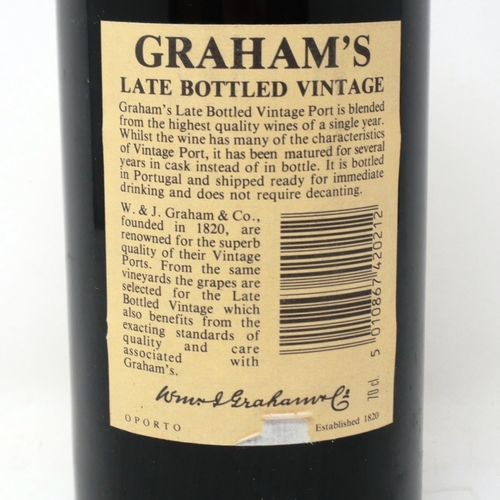 GRAHAM'S
LATE BOTTLED VINTAGE
Graham's Late Bottled Vintage Port is blended
from the highest quality wines of a single year.
Whilst the wine has many of the characteristics
of Vintage Port, it has been matured for several
years in cask instead of in bottle. It is bottled
in Portugal and shipped ready for immediate
drinking and does not require decanting.
W. & J. Graham & Co.,
founded in 1820, are
renowned for the superb
quality of their Vintage
Ports. From the same
vineyards the grapes are
selected for the Late
Bottled Vintage which
also benefits from the
exacting standards of
quality and care
associated with
Graham's.
5 010867 420212
70 cl.
Wm & J Graham & Co
OPORTO
Established 1820